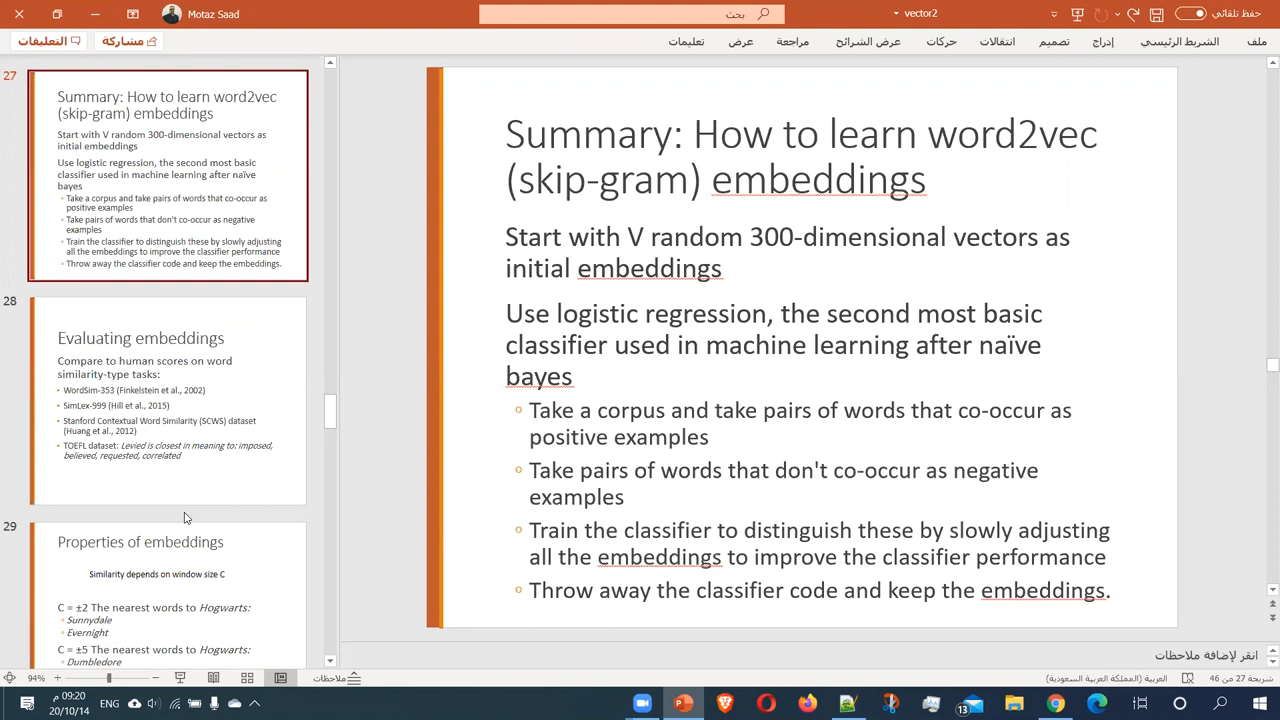 Motaz Saad
بحث
vector2
حفظ تلقائي
ملف
الشريط الرئيسي
إدراج
تصميم
انتقالات
حركات
عرض الشرائح
مراجعة
عرض
تعليمات
مشاركة
التعليقات
27
Summary: How to learn word2vec
(skip-gram) embeddings
Start with V random 300-dimensional vectors as
initial embeddings
Use logistic regression, the second most basic
classifier used in machine learning after naïve
bayes
Take a corpus and take pairs of words that co-occur as
positive examples
Take pairs of words that don't co-occur as negative
examples
Train the classifier to distinguish these by slowly adjusting
all the embeddings to improve the classifier performance
Throw away the classifier code and keep the embeddings.
28
Evaluating embeddings
Compare to human scores on word
similarity-type tasks:
WordSim-353 (Finkelstein et al., 2002)
SimLex-999 (Hill et al., 2015)
Stanford Contextual Word Similarity (SCWS) dataset
(Huang et al., 2012)
TOEFL dataset: Levied is closest in meaning to: imposed,
believed, requested, correlated
29
Properties of embeddings
Similarity depends on window size C
C = ±2 The nearest words to Hogwarts:
Sunnydale
Evernight
C = ±5 The nearest words to Hogwarts:
Dumbledore
Summary: How to learn word2vec
(skip-gram) embeddings
Start with V random 300-dimensional vectors as
initial embeddings
Use logistic regression, the second most basic
classifier used in machine learning after naïve
bayes
Take a corpus and take pairs of words that co-occur as
positive examples
Take pairs of words that don't co-occur as negative
examples
Train the classifier to distinguish these by slowly adjusting
all the embeddings to improve the classifier performance
Throw away the classifier code and keep the embeddings.
انقر لإضافة ملاحظات
شريحة 27 من 46
العربية (المملكة العربية السعودية)
ملاحظات
94%
09:20 م
20/10/14
ENG
13